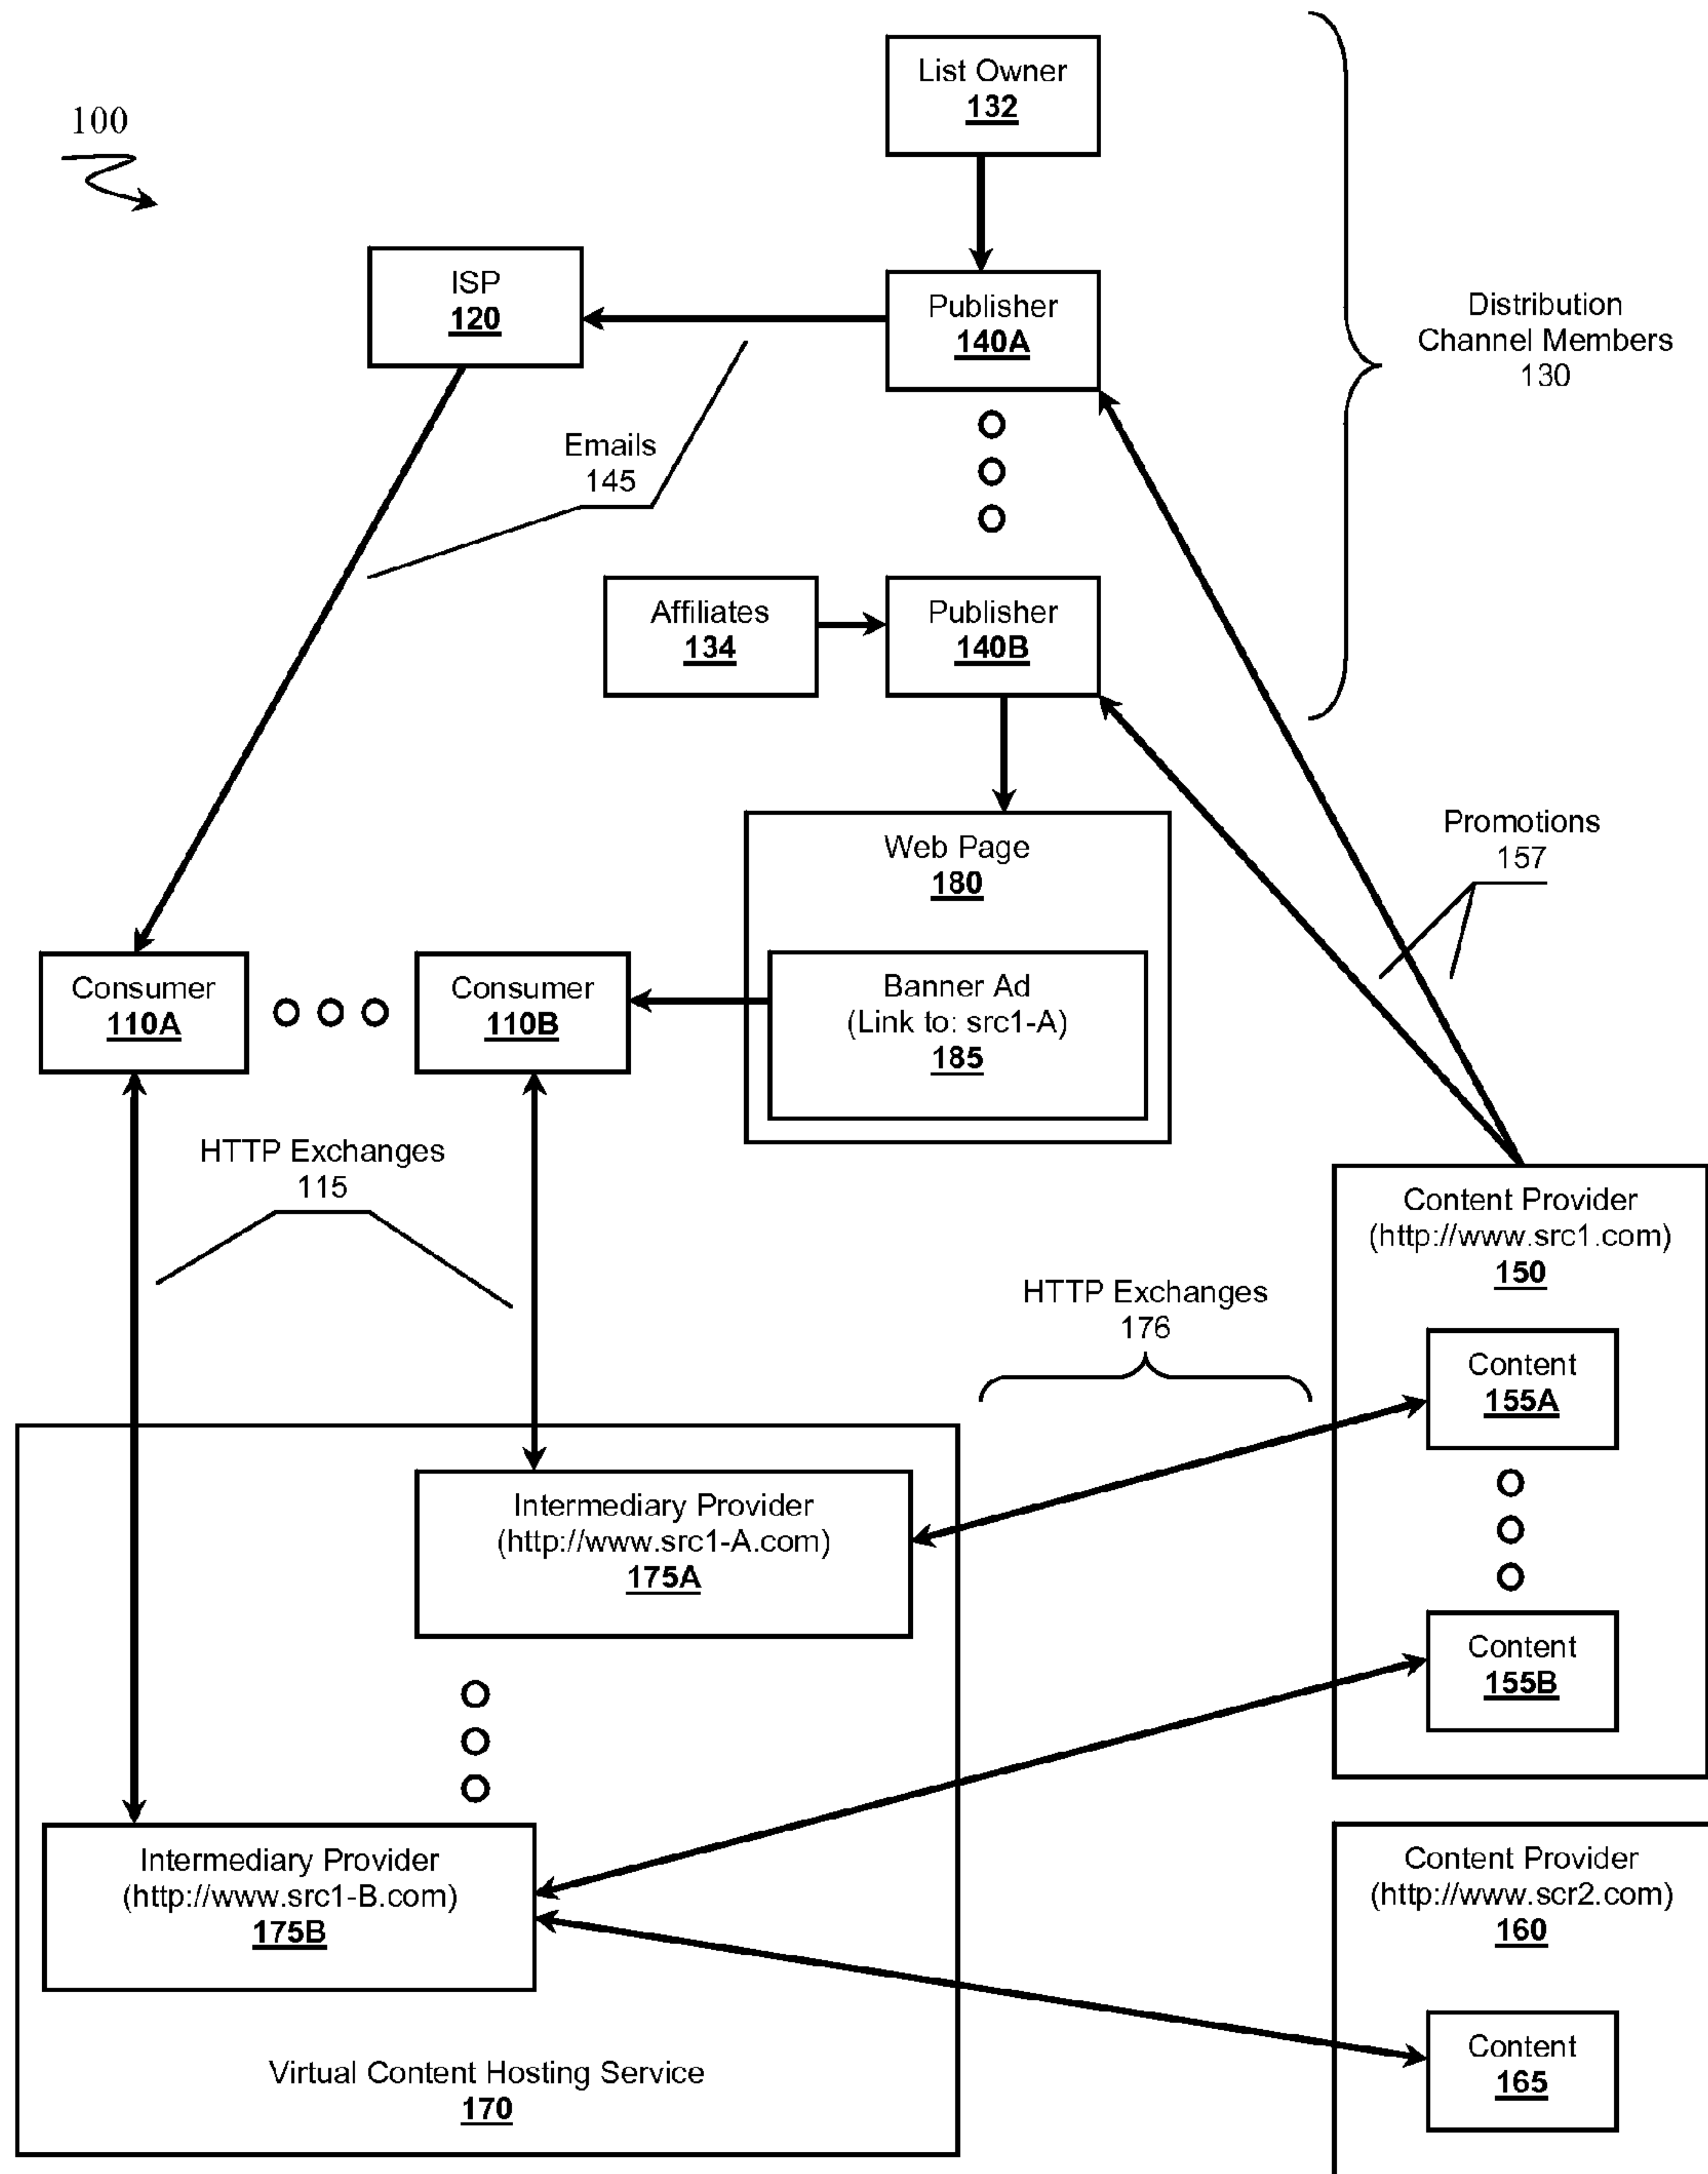 100
List Owner
132
ISP
120
Publisher
140A
Distribution
Channel Members
130
Emails
145
Affiliates
134
Publisher
140B
Web Page
180
Promotions
157
Consumer
110A
Consumer
110B
Banner Ad
(Link to: src1-A)
185
HTTP Exchanges
115
Content Provider
(http://www.src1.com)
150
HTTP Exchanges
176
Content
155A
Intermediary Provider
(http://www.src1-A.com)
175A
Content
155B
Intermediary Provider
(http://www.src1-B.com)
175B
Content Provider
(http://www.scr2.com)
160
Content
165
Virtual Content Hosting Service
170